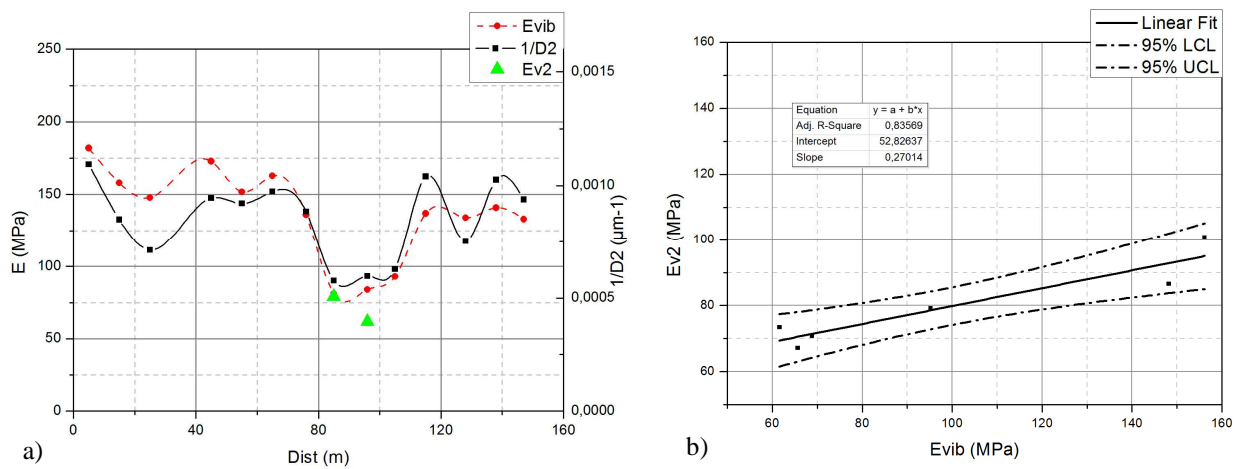 Evib
1/D2
Ev2
250
200
150
100
50
0
E (MPa)
0,0015
0,0010
0,0005
0,0000
1/D2 (µm-1)
0
40
80
120
160
Dist (m)
a)
Linear Fit
95% LCL
95% UCL
160
140
120
100
80
60
Ev2 (MPa)
Equation y = a + b*x
Adj. R-Square 0,83569
Intercept 52,82637
Slope 0,27014
60
80
100
120
140
160
Evib (MPa)
b)